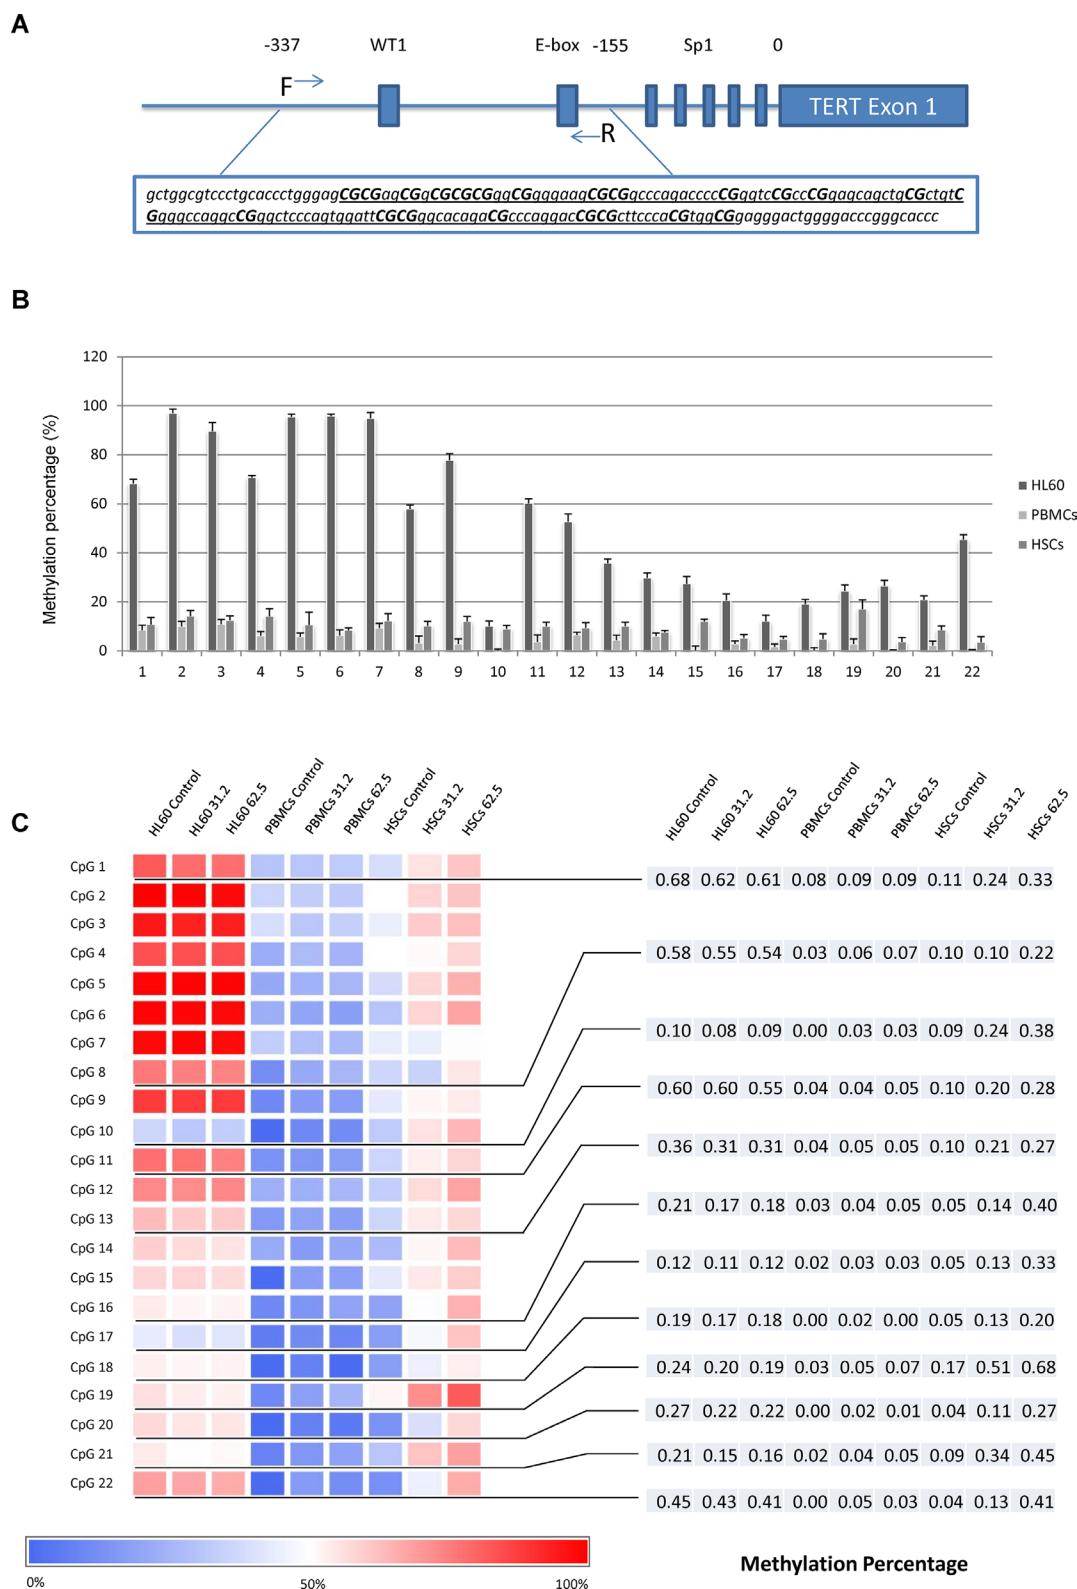 A
-337 WT1 E-box -155 Sp1 0
F
TERT Exon 1
R
gctggcgtccctgcaccctgggagCGCGagCGgCGCGCGggCGggggaagCGCGgcccagaccccCGggtcCGccCGgagcagctgCGctgtC
GgggccaggcCGggctcccagtggattCGCGggcacagaCGcccaggacCGCGcttcccaCGtggCGgagggactggggacccgggcaccc
B
Methylation percentage (%)
120
100
80
60
40
20
0
1 2 3 4 5 6 7 8 9 10 11 12 13 14 15 16 17 18 19 20 21 22
HL60
PBMCs
HSCs
C
HL60 Control HL60 31.2 HL60 62.5 PBMCs Control PBMCs 31.2 PBMCs 62.5 HSCs Control HSCs 31.2 HSCs 62.5
HL60 Control HL60 31.2 HL60 62.5 PBMCs Control PBMCs 31.2 PBMCs 62.5 HSCs Control HSCs 31.2 HSCs 62.5
CpG 1
CpG 2
CpG 3
CpG 4
CpG 5
CpG 6
CpG 7
CpG 8
CpG 9
CpG 10
CpG 11
CpG 12
CpG 13
CpG 14
CpG 15
CpG 16
CpG 17
CpG 18
CpG 19
CpG 20
CpG 21
CpG 22
0.68 0.62 0.61 0.08 0.09 0.09 0.11 0.24 0.33
0.58 0.55 0.54 0.03 0.06 0.07 0.10 0.10 0.22
0.10 0.08 0.09 0.00 0.03 0.03 0.09 0.24 0.38
0.60 0.60 0.55 0.04 0.04 0.05 0.10 0.20 0.28
0.36 0.31 0.31 0.04 0.05 0.05 0.10 0.21 0.27
0.21 0.17 0.18 0.03 0.04 0.05 0.05 0.14 0.40
0.12 0.11 0.12 0.02 0.03 0.03 0.05 0.13 0.33
0.19 0.17 0.18 0.00 0.02 0.00 0.05 0.13 0.20
0.24 0.20 0.19 0.03 0.05 0.07 0.17 0.51 0.68
0.27 0.22 0.22 0.00 0.02 0.01 0.04 0.11 0.27
0.21 0.15 0.16 0.02 0.04 0.05 0.09 0.34 0.45
0.45 0.43 0.41 0.00 0.05 0.03 0.04 0.13 0.41
0% 50% 100%
Methylation Percentage